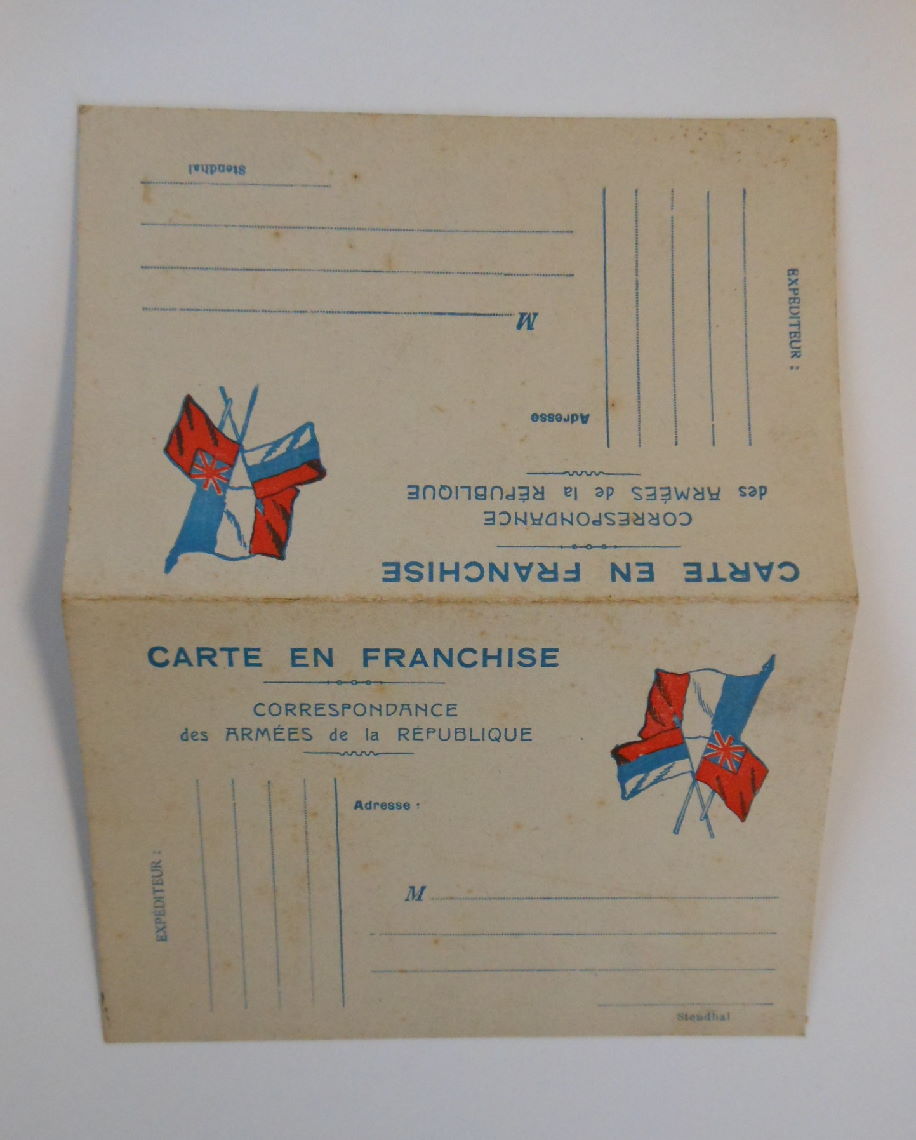 Stendhal
M
EXPÉDITEUR :
Adresse
des ARMÉES de la RÉPUBLIQUE
CORRESPONDANCE
CARTE EN FRANCHISE
CARTE EN FRANCHISE
CORRESPONDANCE
des ARMÉES de la RÉPUBLIQUE
Adresse :
EXPÉDITEUR :
M
Stendhal